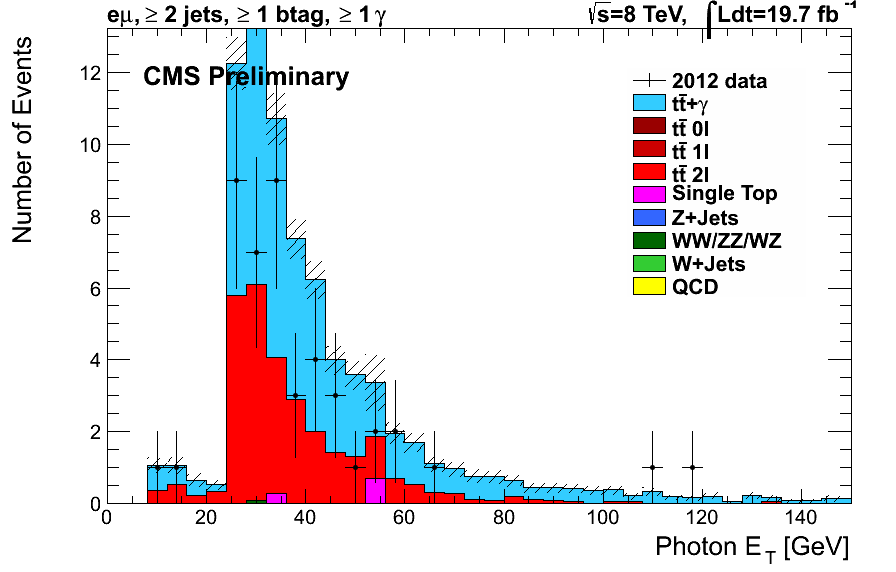 eμ, ≥ 2 jets, ≥ 1 btag, ≥ 1 γ
√s=8 TeV, ∫Ldt=19.7 fb⁻¹
CMS Preliminary
Number of Events
12
10
8
6
4
2
0
2012 data
tt̄+γ
tt̄ 0l
tt̄ 1l
tt̄ 2l
Single Top
Z+Jets
WW/ZZ/WZ
W+Jets
QCD
0 20 40 60 80 100 120 140
Photon E_T [GeV]